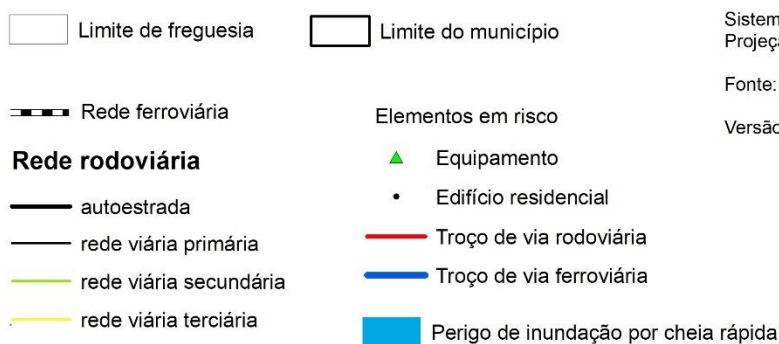 Limite de freguesia
Limite do município
Rede ferroviária
Rede rodoviária
autoestrada
rede viária primária
rede viária secundária
rede viária terciária
Elementos em risco
Equipamento
Edifício residencial
Troço de via rodoviária
Troço de via ferroviária
Perigo de inundação por cheia rápida
Sistem
Projeç
Fonte:
Versão